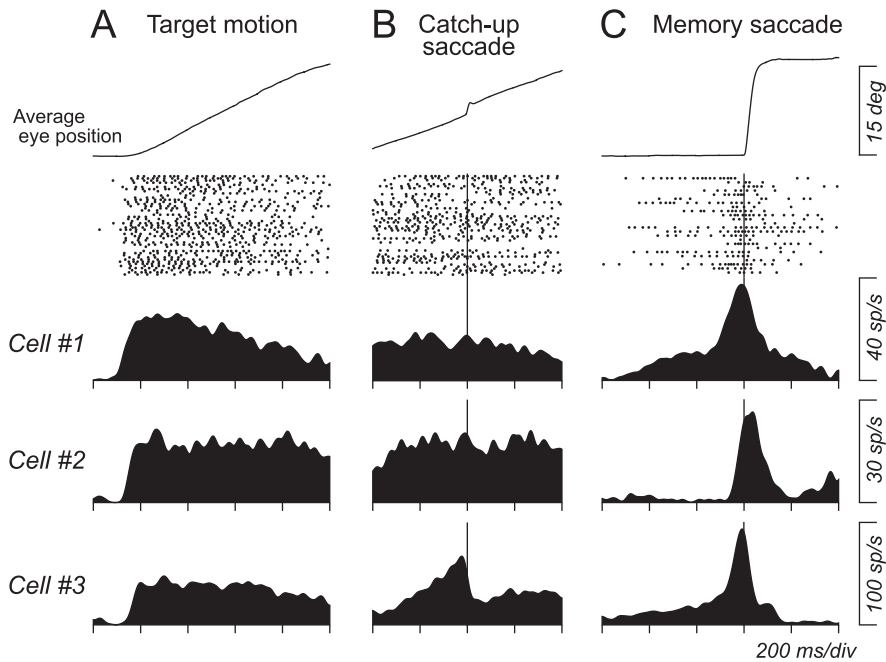 A Target motion
B Catch-up
saccade
C Memory saccade
Average
eye position
15 deg
Cell #1
40 sp/s
Cell #2
30 sp/s
Cell #3
100 sp/s
200 ms/div